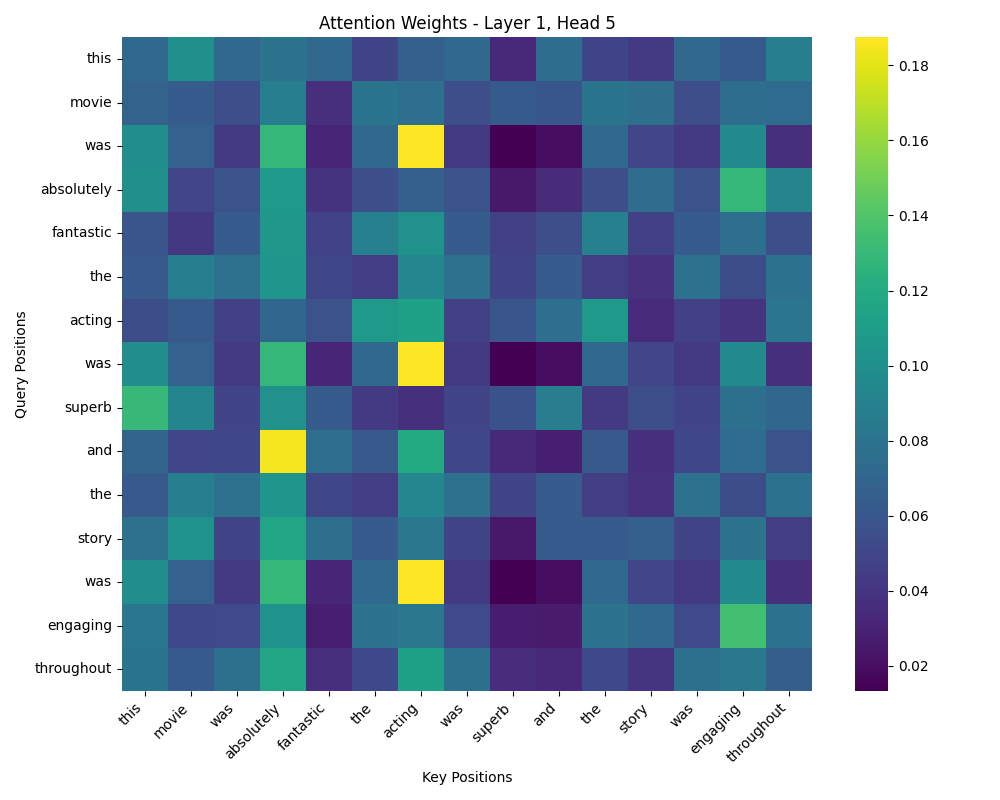 Attention Weights - Layer 1, Head 5
this
movie
was
absolutely
fantastic
the
acting
was
superb
and
the
story
was
engaging
throughout
Query Positions
this
movie
was
absolutely
fantastic
the
acting
was
superb
and
the
story
was
engaging
throughout
Key Positions
0.18
0.16
0.14
0.12
0.10
0.08
0.06
0.04
0.02